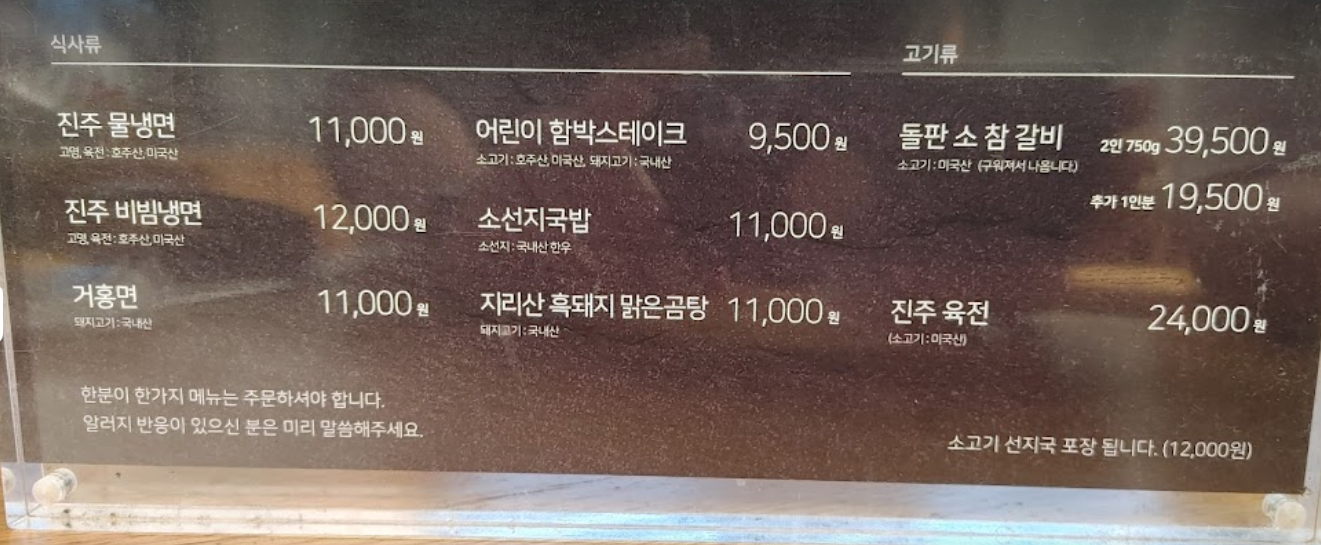 식사류
진주 물냉면 11,000원
고명, 육전 : 호주산,미국산
진주 비빔냉면 12,000원
고명, 육전 : 호주산,미국산
거홍면 11,000원
돼지고기 : 국내산
어린이 함박스테이크 9,500원
소고기 : 호주산, 미국산, 돼지고기 : 국내산
소선지국밥 11,000원
소선지 : 국내산 한우
지리산 흑돼지 맑은곰탕 11,000원
돼지고기 : 국내산
고기류
돌판 소 참 갈비 2인 750g 39,500원
소고기 : 미국산 (구워져서 나옵니다.)
추가 1인분 19,500원
진주 육전 24,000원
(소고기 : 미국산)
한분이 한가지 메뉴는 주문하셔야 합니다.
알러지 반응이 있으신 분은 미리 말씀해주세요.
소고기 선지국 포장 됩니다. (12,000원)